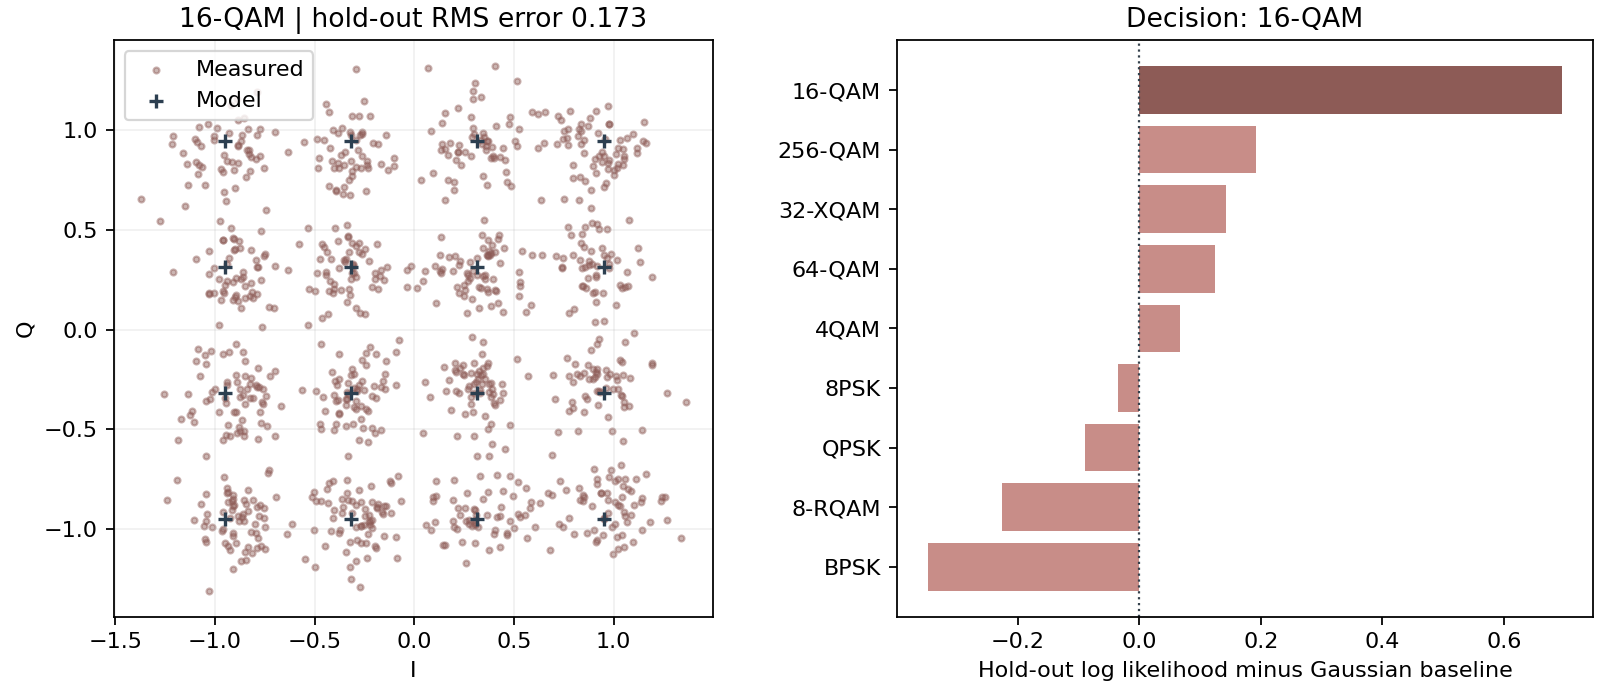 16-QAM | hold-out RMS error 0.173
Measured
Model
1.0
0.5
0.0
−0.5
−1.0
Q
−1.5
−1.0
−0.5
0.0
0.5
1.0
I
Decision: 16-QAM
16-QAM
256-QAM
32-XQAM
64-QAM
4QAM
8PSK
QPSK
8-RQAM
BPSK
−0.2
0.0
0.2
0.4
0.6
Hold-out log likelihood minus Gaussian baseline